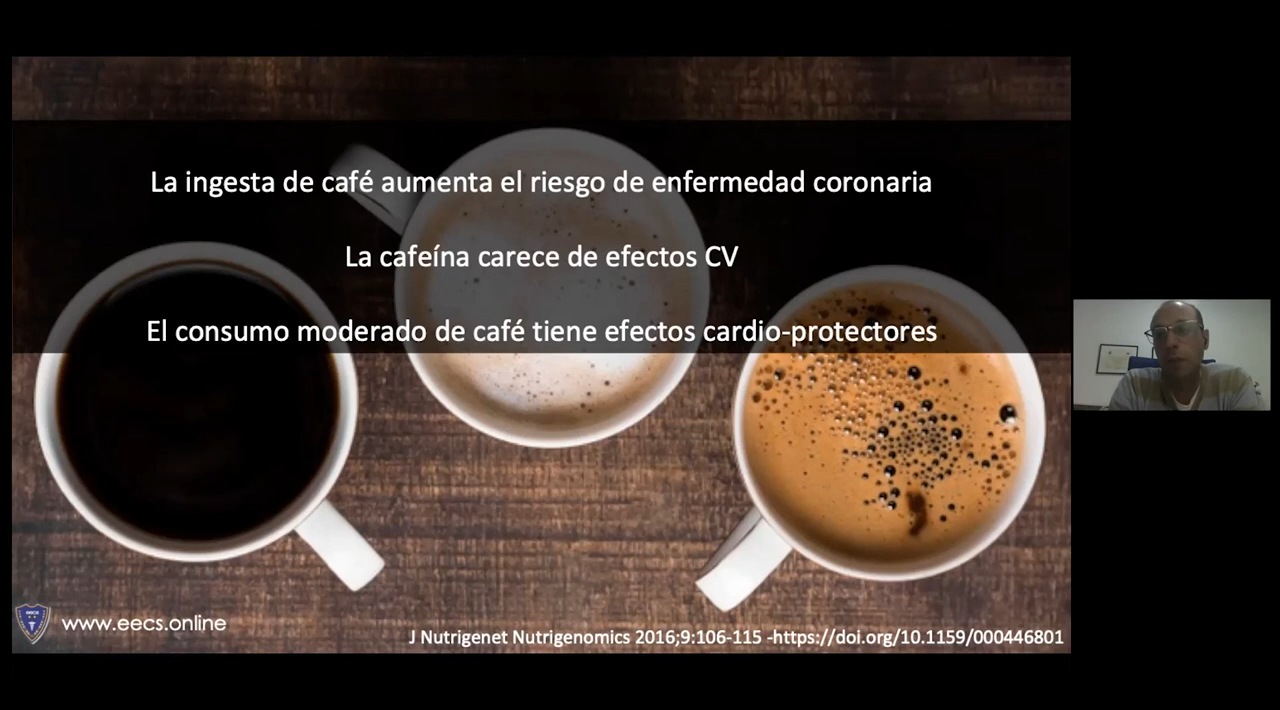 La ingesta de café aumenta el riesgo de enfermedad coronaria
La cafeína carece de efectos CV
El consumo moderado de café tiene efectos cardio-protectores
www.eecs.online
J Nutrigenet Nutrigenomics 2016;9:106-115 -https://doi.org/10.1159/000446801